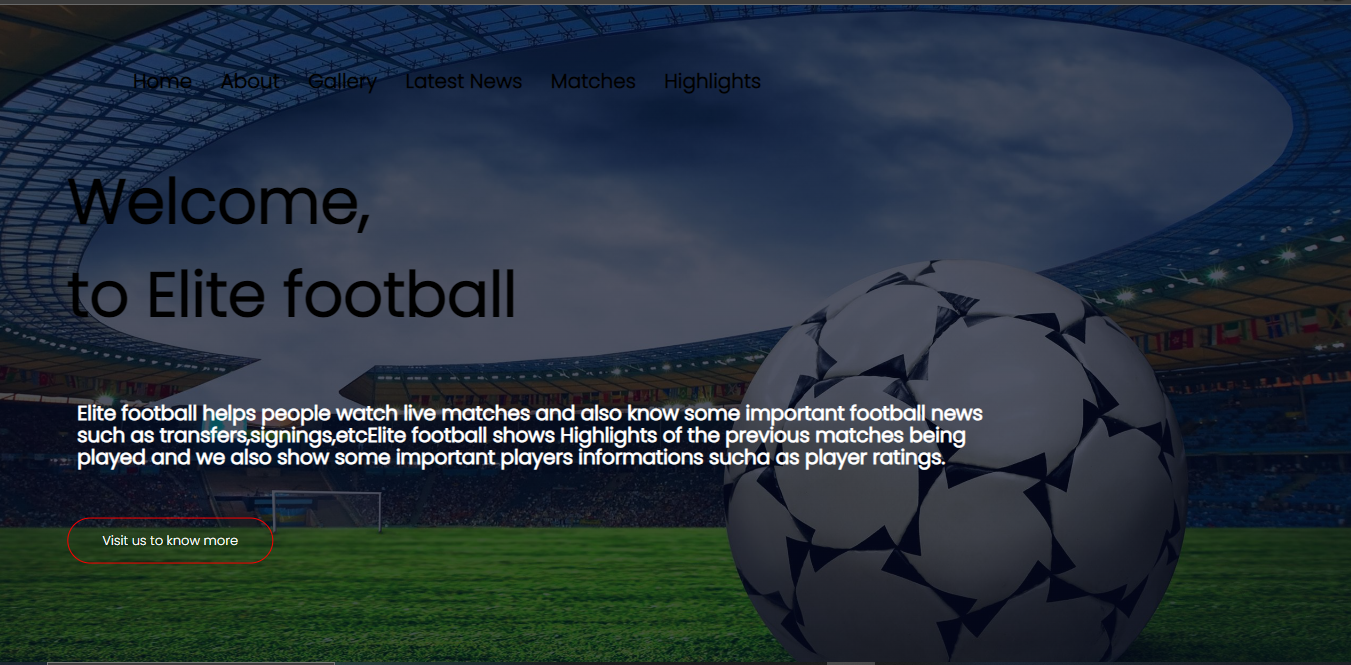 Home About Gallery Latest News Matches Highlights
Welcome,
to Elite football
Elite football helps people watch live matches and also know some important football news
such as transfers,signings,etcElite football shows Highlights of the previous matches being
played and we also show some important players informations sucha as player ratings.
Visit us to know more